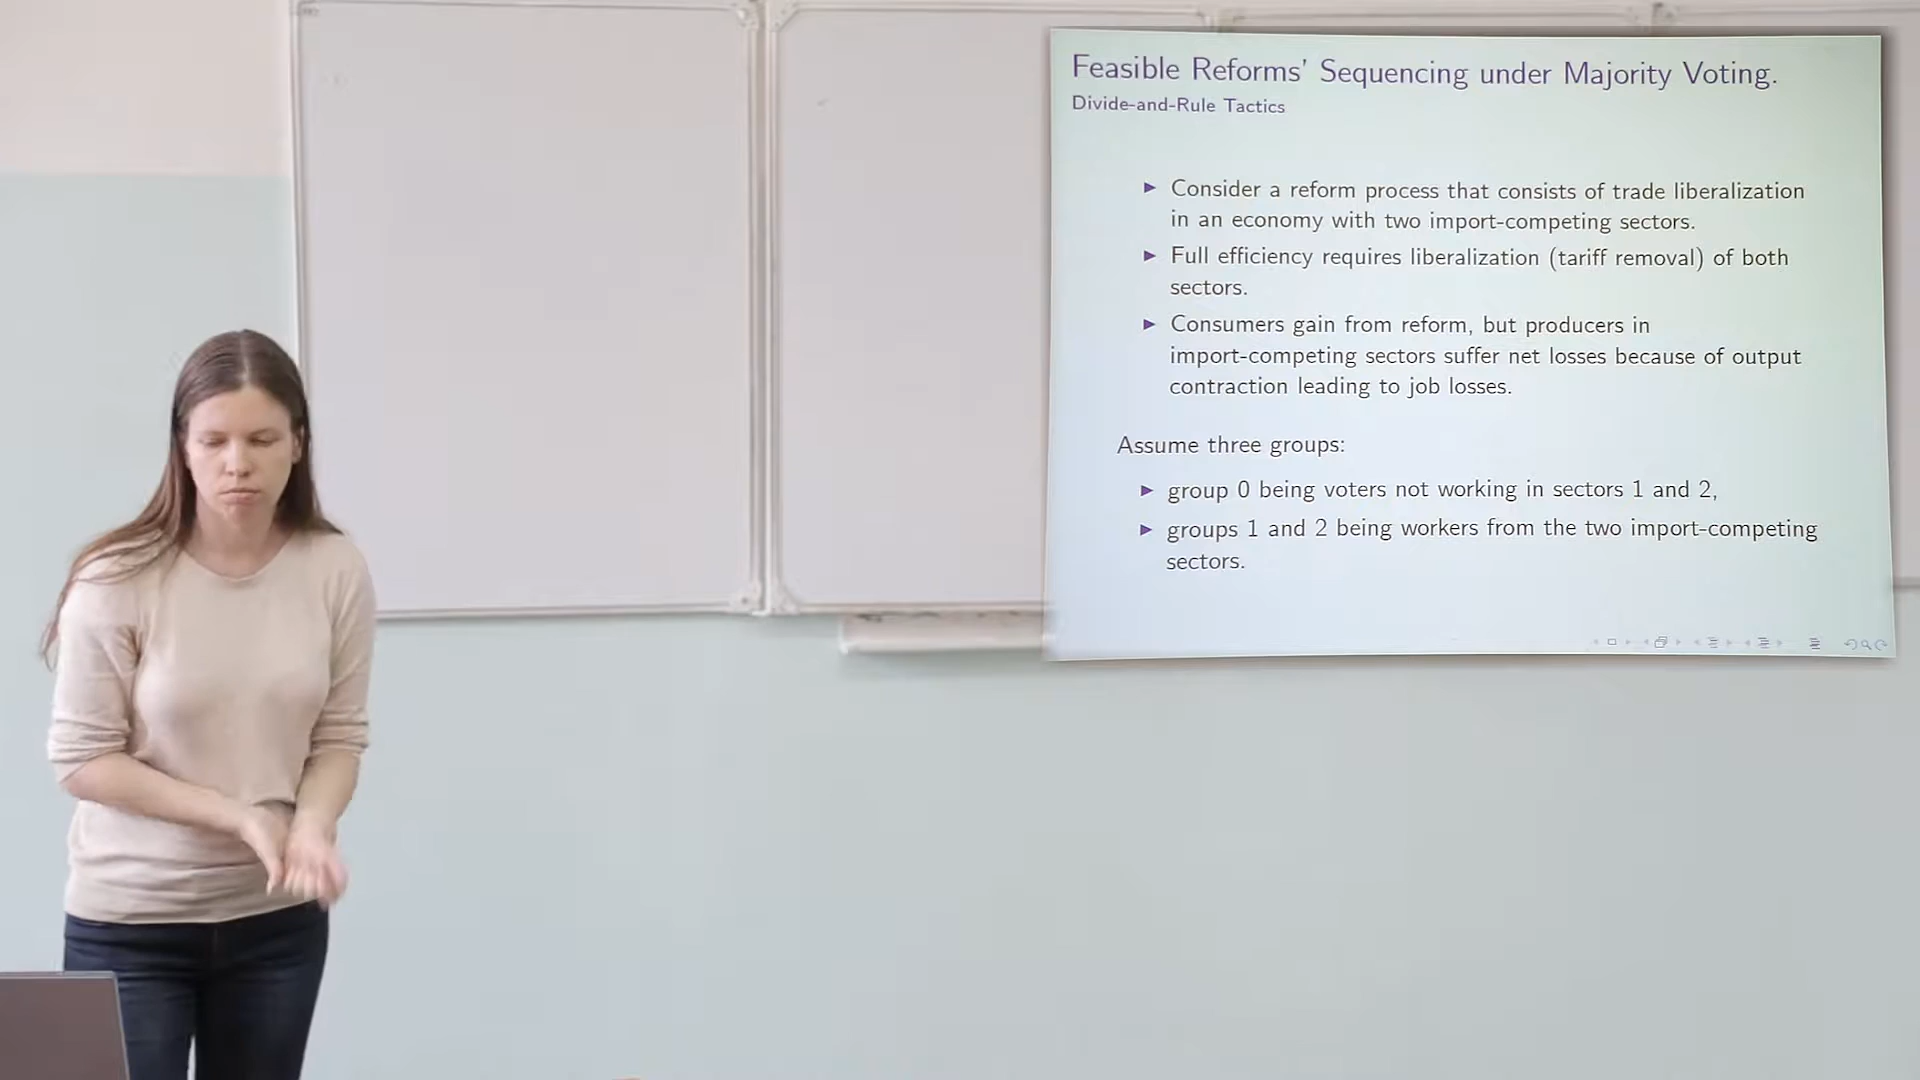 Feasible Reforms' Sequencing under Majority Voting.
Divide-and-Rule Tactics
Consider a reform process that consists of trade liberalization
in an economy with two import-competing sectors.
Full efficiency requires liberalization (tariff removal) of both
sectors.
Consumers gain from reform, but producers in
import-competing sectors suffer net losses because of output
contraction leading to job losses.
Assume three groups:
group 0 being voters not working in sectors 1 and 2,
groups 1 and 2 being workers from the two import-competing
sectors.